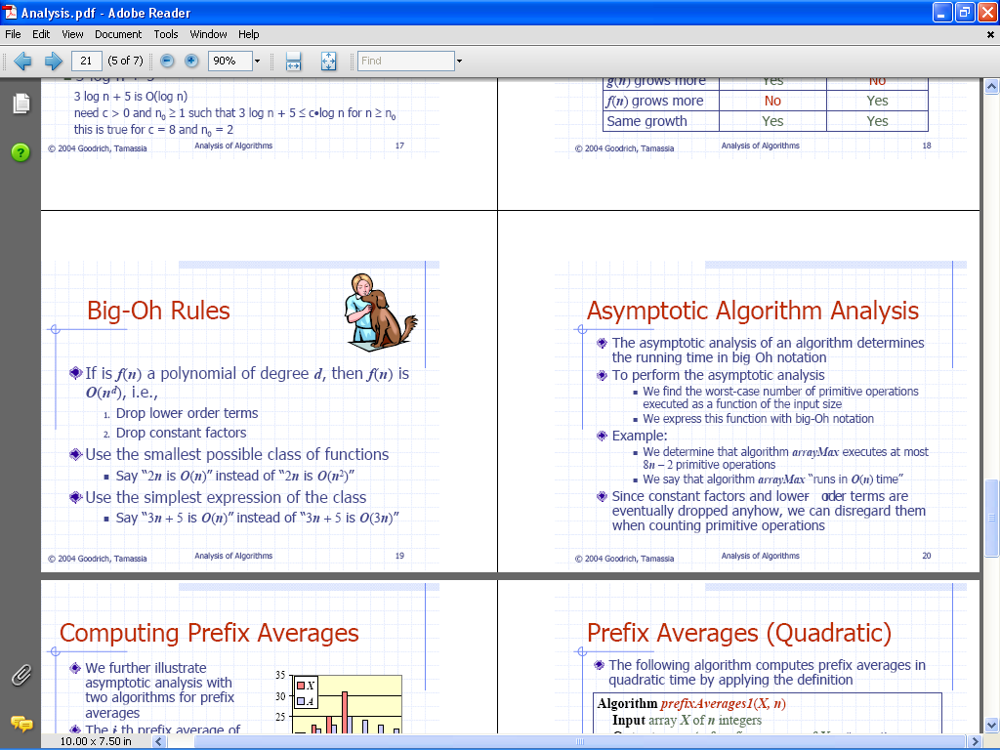 Analysis.pdf - Adobe Reader
File Edit View Document Tools Window Help
21 (5 of 7) 90% Find
3 log n + 5 is O(log n)
need c > 0 and n₀ ≥ 1 such that 3 log n + 5 ≤ c•log n for n ≥ n₀
this is true for c = 8 and n₀ = 2
© 2004 Goodrich, Tamassia Analysis of Algorithms 17
g(n) grows more Yes No
f(n) grows more No Yes
Same growth Yes Yes
© 2004 Goodrich, Tamassia Analysis of Algorithms 18
Big-Oh Rules
If is f(n) a polynomial of degree d, then f(n) is
O(nᵈ), i.e.,
1. Drop lower order terms
2. Drop constant factors
Use the smallest possible class of functions
Say “2n is O(n)” instead of “2n is O(n²)”
Use the simplest expression of the class
Say “3n + 5 is O(n)” instead of “3n + 5 is O(3n)”
© 2004 Goodrich, Tamassia Analysis of Algorithms 19
Asymptotic Algorithm Analysis
The asymptotic analysis of an algorithm determines
the running time in big Oh notation
To perform the asymptotic analysis
We find the worst-case number of primitive operations
executed as a function of the input size
We express this function with big-Oh notation
Example:
We determine that algorithm arrayMax executes at most
8n − 2 primitive operations
We say that algorithm arrayMax “runs in O(n) time”
Since constant factors and lower order terms are
eventually dropped anyhow, we can disregard them
when counting primitive operations
© 2004 Goodrich, Tamassia Analysis of Algorithms 20
Computing Prefix Averages
We further illustrate
asymptotic analysis with
two algorithms for prefix
averages
The i th prefix average of
35
30
25
X
A
Prefix Averages (Quadratic)
The following algorithm computes prefix averages in
quadratic time by applying the definition
Algorithm prefixAverages1(X, n)
Input array X of n integers
10.00 x 7.50 in